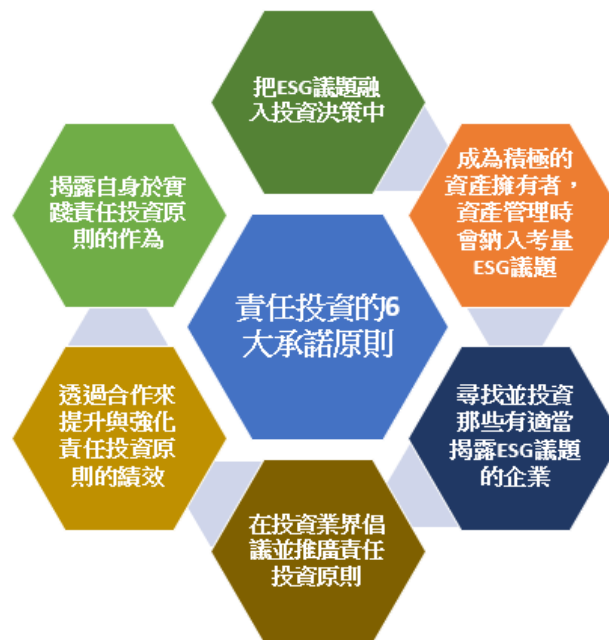 把ESG議題融
入投資決策中
成為積極的
資產擁有者，
資產管理時
會納入考量
ESG議題
尋找並投資
那些有適當
揭露ESG議題
的企業
在投資業界倡
議並推廣責任
投資原則
透過合作來
提升與強化
責任投資原
則的績效
揭露自身於實
踐責任投資原
則的作為
責任投資的6
大承諾原則